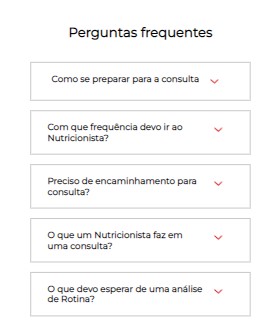 Perguntas frequentes
Como se preparar para a consulta
Com que frequência devo ir ao
Nutricionista?
Preciso de encaminhamento para
consulta?
O que um Nutricionista faz em
uma consulta?
O que devo esperar de uma análise
de Rotina?